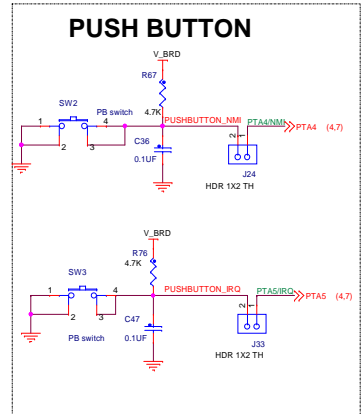 PUSH BUTTON
V_BRD
R67
4.7K
SW2
PB switch
1
4
2
3
PUSHBUTTON_NMI
PTA4/NMI
PTA4 (4,7)
C36
0.1UF
2
1
J24
HDR 1X2 TH
V_BRD
R76
4.7K
SW3
1
4
2
3
PB switch
PUSHBUTTON_IRQ
PTA5/IRQ
PTA5 (4,7)
C47
0.1UF
2
1
J33
HDR 1X2 TH